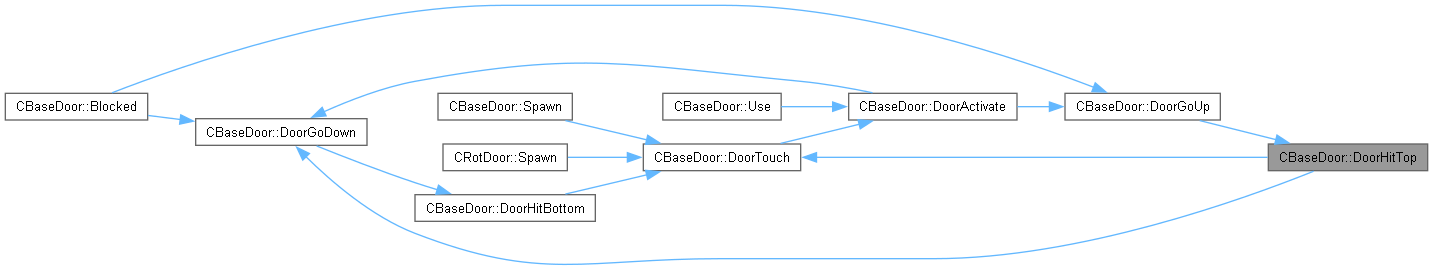 CBaseDoor::Blocked
CBaseDoor::DoorGoDown
CBaseDoor::Spawn
CRotDoor::Spawn
CBaseDoor::DoorHitBottom
CBaseDoor::Use
CBaseDoor::DoorTouch
CBaseDoor::DoorActivate
CBaseDoor::DoorGoUp
CBaseDoor::DoorHitTop